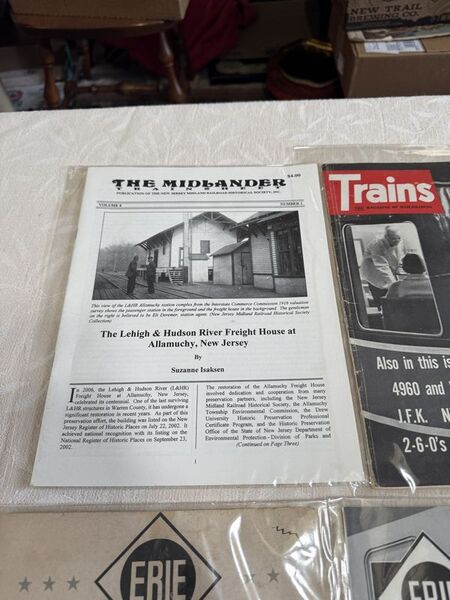 NEW TRAIL
BREWING CO.
THE MIDLANDER
$4.00
TRAINSHEET
PUBLICATION OF THE NEW JERSEY MIDLAND RAILROAD HISTORICAL SOCIETY, INC.
VOLUME 8
NUMBER 1
This view of the L&HR Allamuchy station complex from the Interstate Commerce Commission 1919 valuation
survey shows the passenger station in the foreground and the freight house in the background. The gentleman
on the right is believed to be Eli Deremer, station agent. (New Jersey Midland Railroad Historical Society
Collection)
The Lehigh & Hudson River Freight House at
Allamuchy, New Jersey
By
Suzanne Isaksen
In 2006, the Lehigh & Hudson River (L&HR)
Freight House at Allamuchy, New Jersey,
celebrated its centennial. One of the last surviving
L&HR structures in Warren County, it has undergone a
significant restoration in recent years. As part of this
preservation effort, the building was listed on the New
Jersey Register of Historic Places on July 22, 2002. It
achieved national recognition with its listing on the
National Register of Historic Places on September 23,
2002.
The restoration of the Allamuchy Freight House
involved dedication and cooperation from many
preservation partners, including the New Jersey
Midland Railroad Historical Society, the Allamuchy
Township Environmental Commission, the Drew
University Historic Preservation Professional
Certificate Program, and the Historic Preservation
Office of the State of New Jersey Department of
Environmental Protection - Division of Parks and
(Continued on Page Three)
Trains
THE MAGAZINE OF RAILROADING
Also in this is
4960 and
J.F.K. N
2-6-0's
ERIE
ERIE